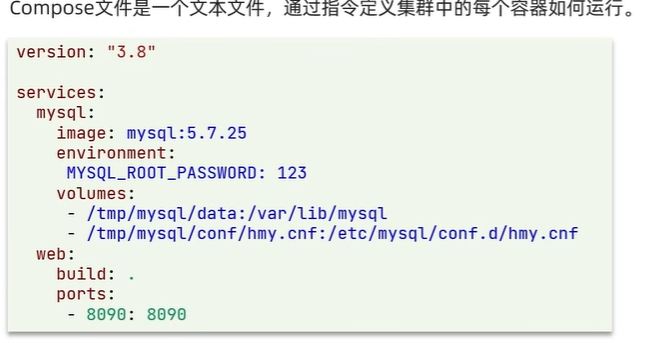 Compose文件是一个文本文件，通过指令定义集群中的每个容器如何运行。
version: "3.8"
services:
mysql:
image: mysql:5.7.25
environment:
MYSQL_ROOT_PASSWORD: 123
volumes:
- /tmp/mysql/data:/var/lib/mysql
- /tmp/mysql/conf/hmy.cnf:/etc/mysql/conf.d/hmy.cnf
web:
build: .
ports:
- 8090: 8090